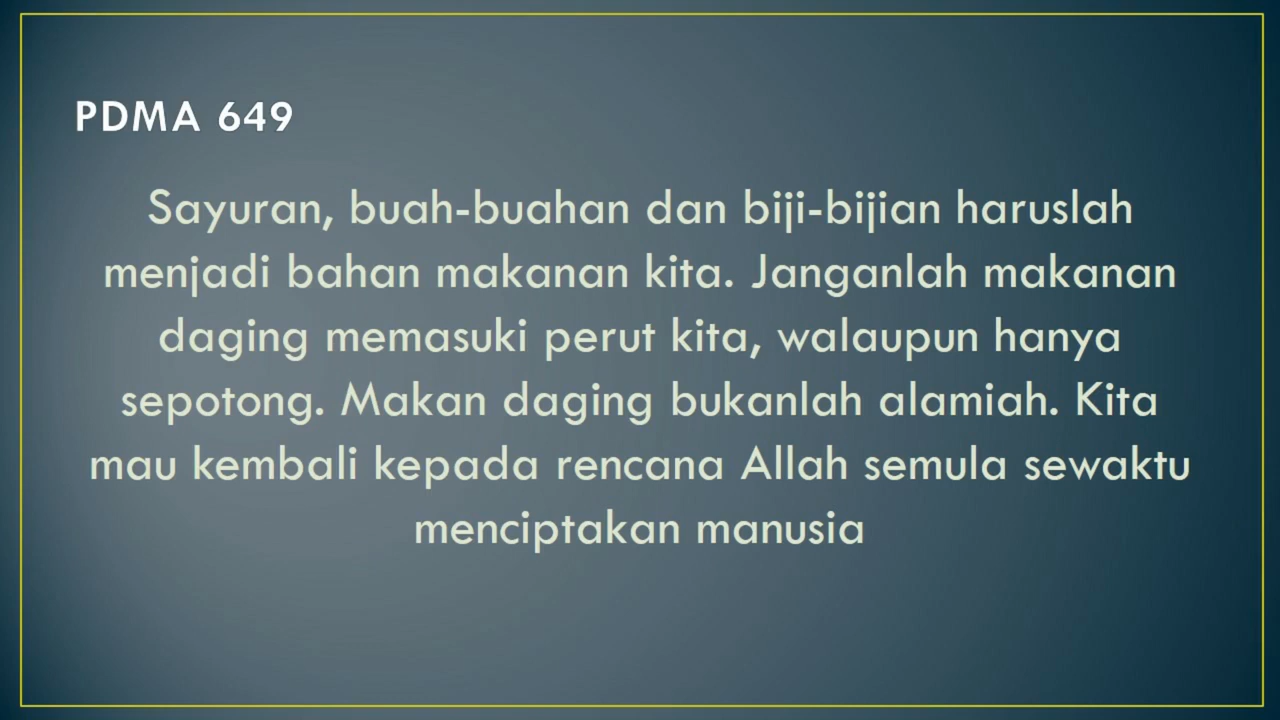 PDMA 649
Sayuran, buah-buahan dan biji-bijian haruslah
menjadi bahan makanan kita. Janganlah makanan
daging memasuki perut kita, walaupun hanya
sepotong. Makan daging bukanlah alamiah. Kita
mau kembali kepada rencana Allah semula sewaktu
menciptakan manusia